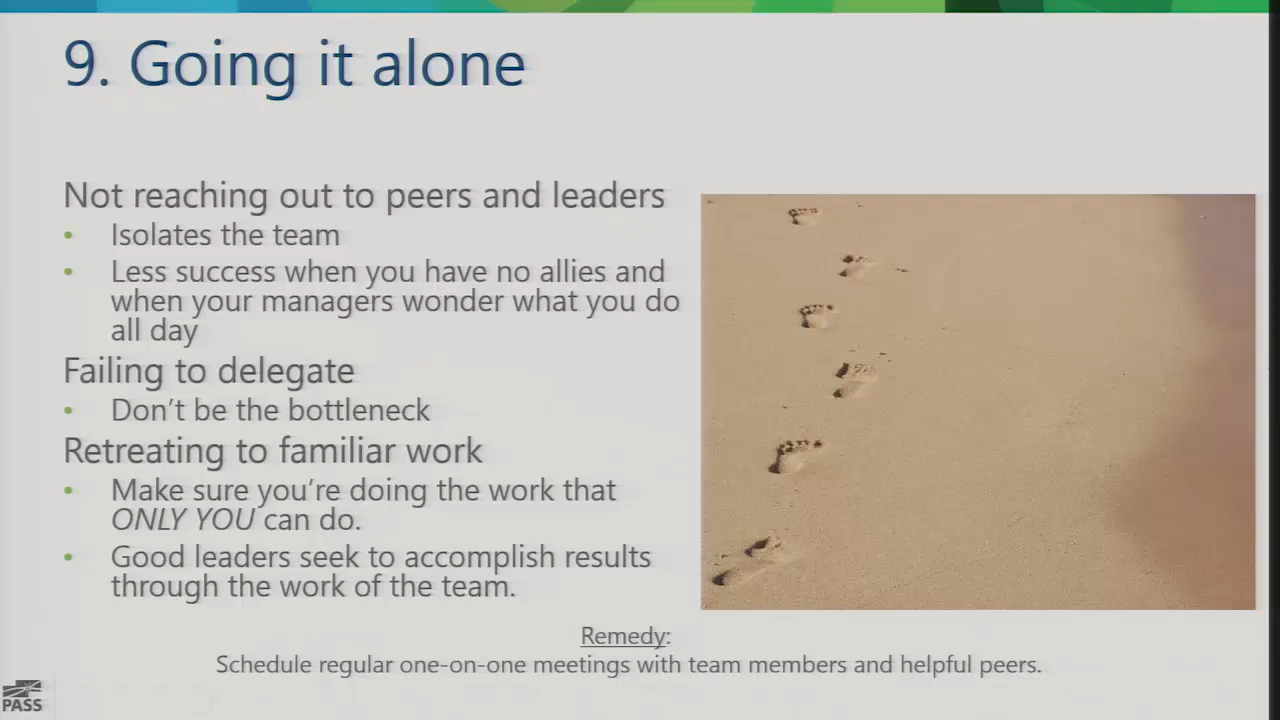 9. Going it alone
Not reaching out to peers and leaders
• Isolates the team
• Less success when you have no allies and
when your managers wonder what you do
all day
Failing to delegate
• Don't be the bottleneck
Retreating to familiar work
• Make sure you're doing the work that
ONLY YOU can do.
• Good leaders seek to accomplish results
through the work of the team.
Remedy:
Schedule regular one-on-one meetings with team members and helpful peers.
PASS